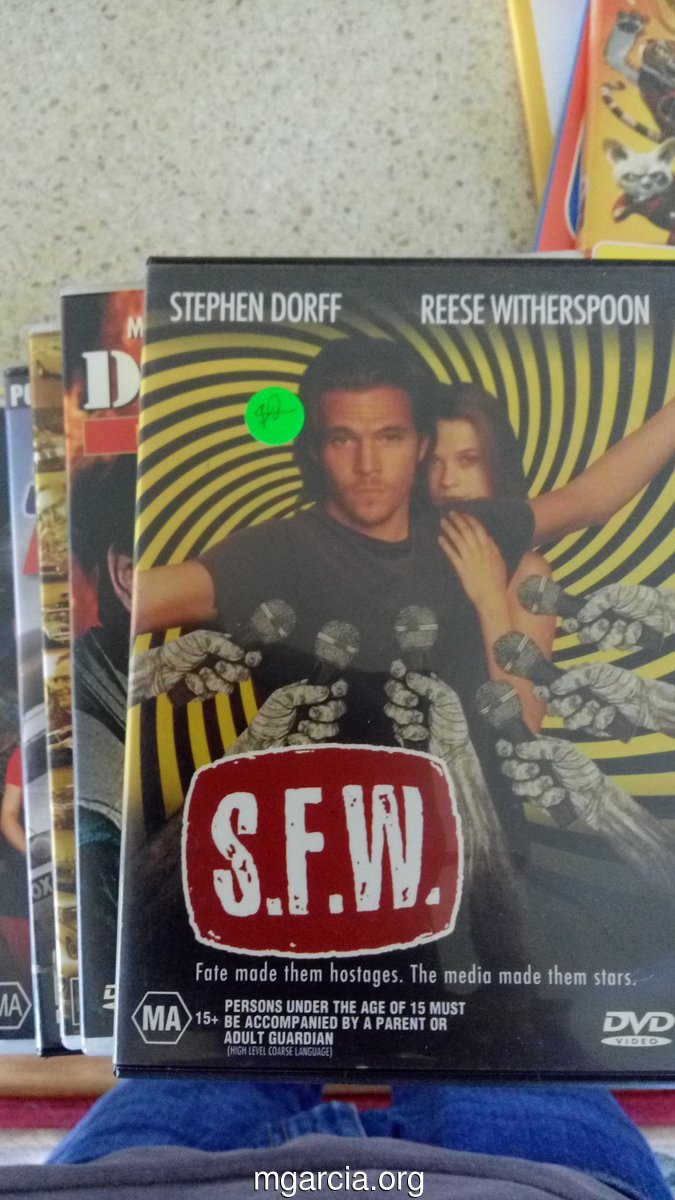 STEPHEN DORFF
REESE WITHERSPOON
$2
S.F.W.
Fate made them hostages. The media made them stars.
MA
15+
PERSONS UNDER THE AGE OF 15 MUST
BE ACCOMPANIED BY A PARENT OR
ADULT GUARDIAN
(HIGH LEVEL COARSE LANGUAGE)
DVD
VIDEO
M
D
PO
MA
mgarcia.org